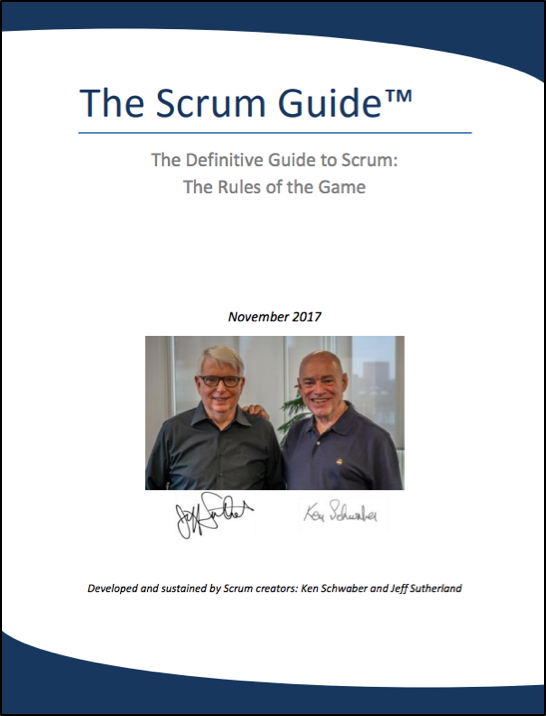 The Scrum Guide™
The Definitive Guide to Scrum:
The Rules of the Game
November 2017
Jeff Sutherland
Ken Schwaber
Developed and sustained by Scrum creators: Ken Schwaber and Jeff Sutherland